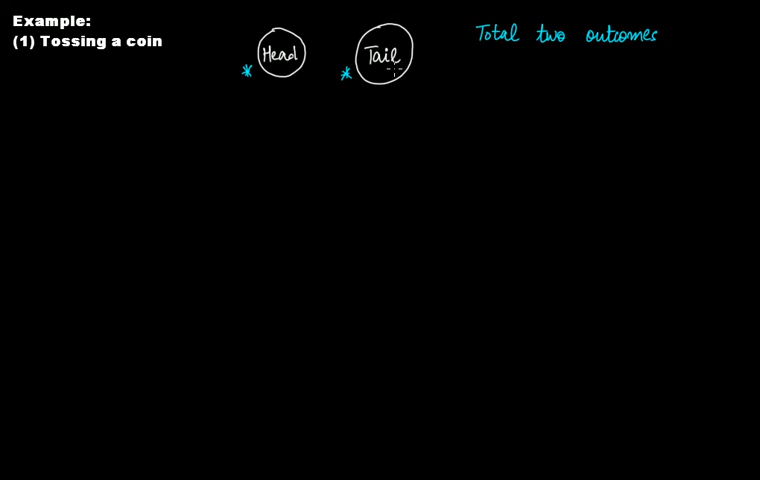 Example:
(1) Tossing a coin
Head
Tail
Total two outcomes